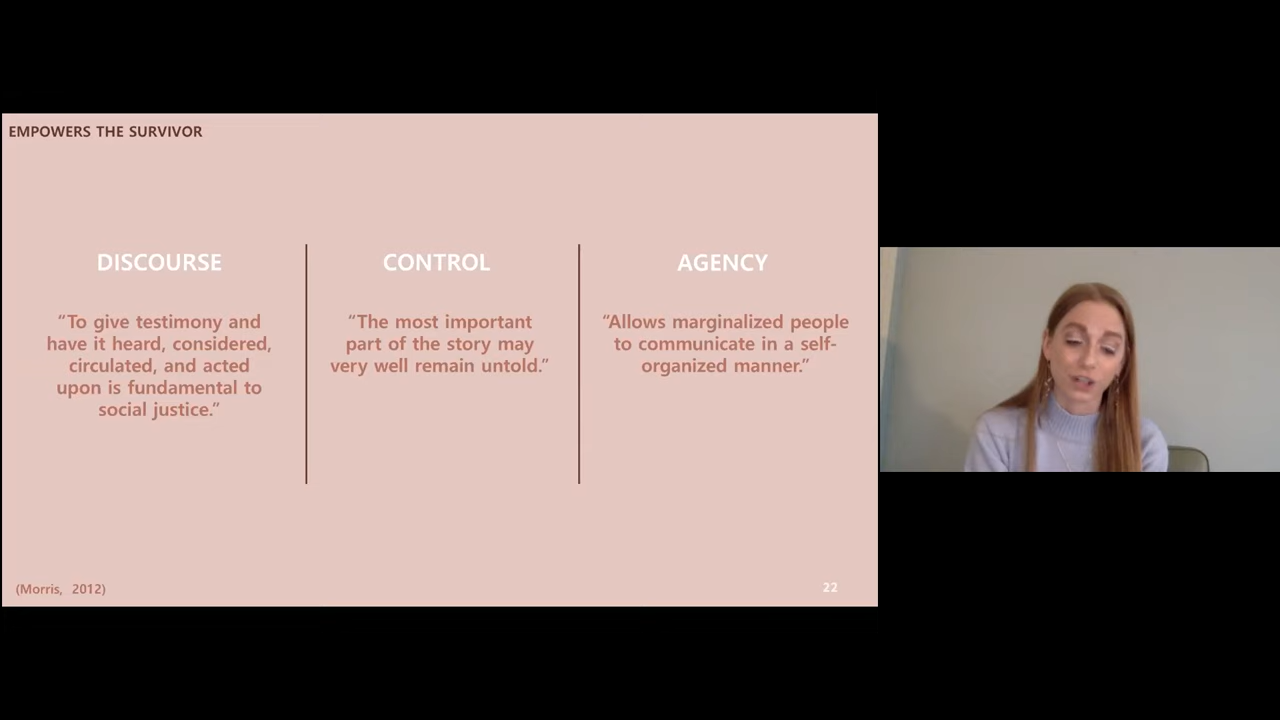 EMPOWERS THE SURVIVOR
DISCOURSE
“To give testimony and
have it heard, considered,
circulated, and acted
upon is fundamental to
social justice.”
CONTROL
“The most important
part of the story may
very well remain untold.”
AGENCY
“Allows marginalized people
to communicate in a self-
organized manner.”
(Morris, 2012)
22